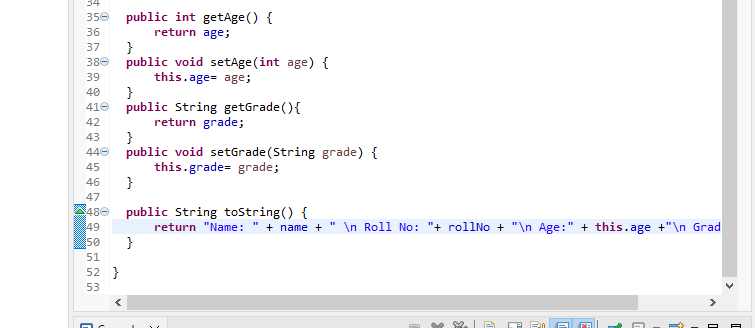 34
35 public int getAge() {
36 return age;
37 }
38 public void setAge(int age) {
39 this.age= age;
40 }
41 public String getGrade(){
42 return grade;
43 }
44 public void setGrade(String grade) {
45 this.grade= grade;
46 }
47
48 public String toString() {
49 return "Name: " + name + " \n Roll No: "+ rollNo + "\n Age:" + this.age +"\n Grad
50 }
51
52 }
53